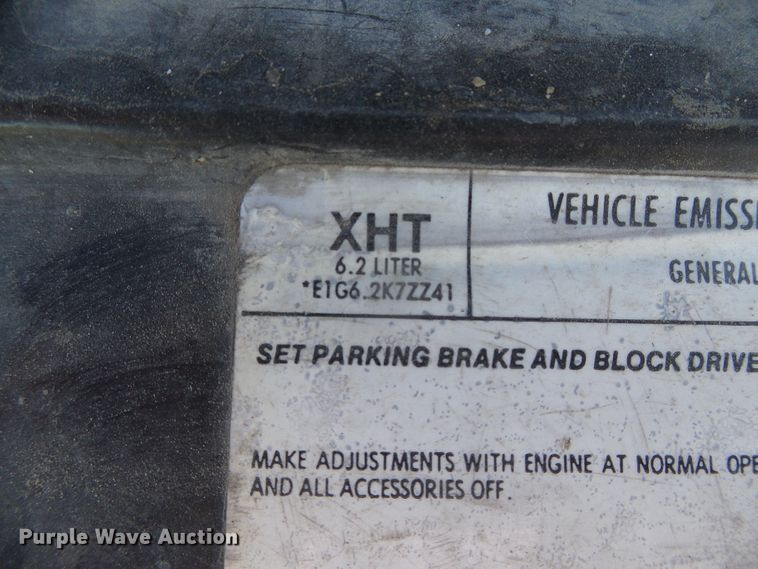 XHT
6.2 LITER
*E1G6.2K7ZZ41
VEHICLE EMISS
GENERAL
SET PARKING BRAKE AND BLOCK DRIVE
MAKE ADJUSTMENTS WITH ENGINE AT NORMAL OPE
AND ALL ACCESSORIES OFF.
Purple Wave Auction